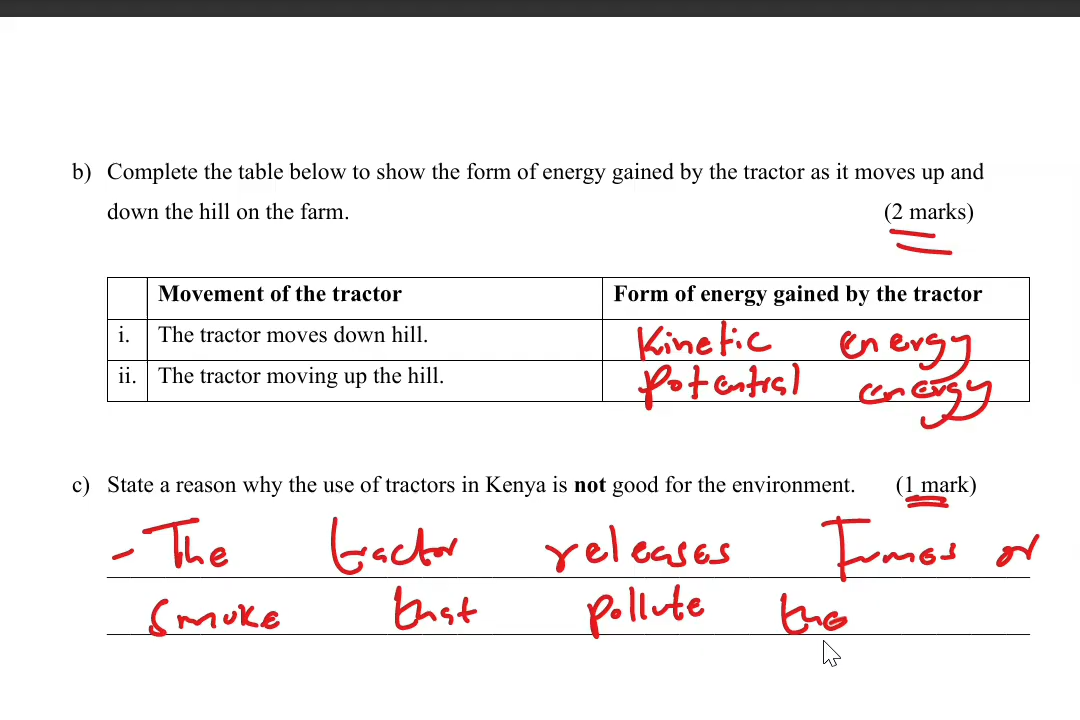 b) Complete the table below to show the form of energy gained by the tractor as it moves up and
down the hill on the farm. (2 marks)
Movement of the tractor Form of energy gained by the tractor
i. The tractor moves down hill. Kinetic energy
ii. The tractor moving up the hill. potential energy
c) State a reason why the use of tractors in Kenya is not good for the environment. (1 mark)
- The tractor releases Fumes or
smoke that pollute the